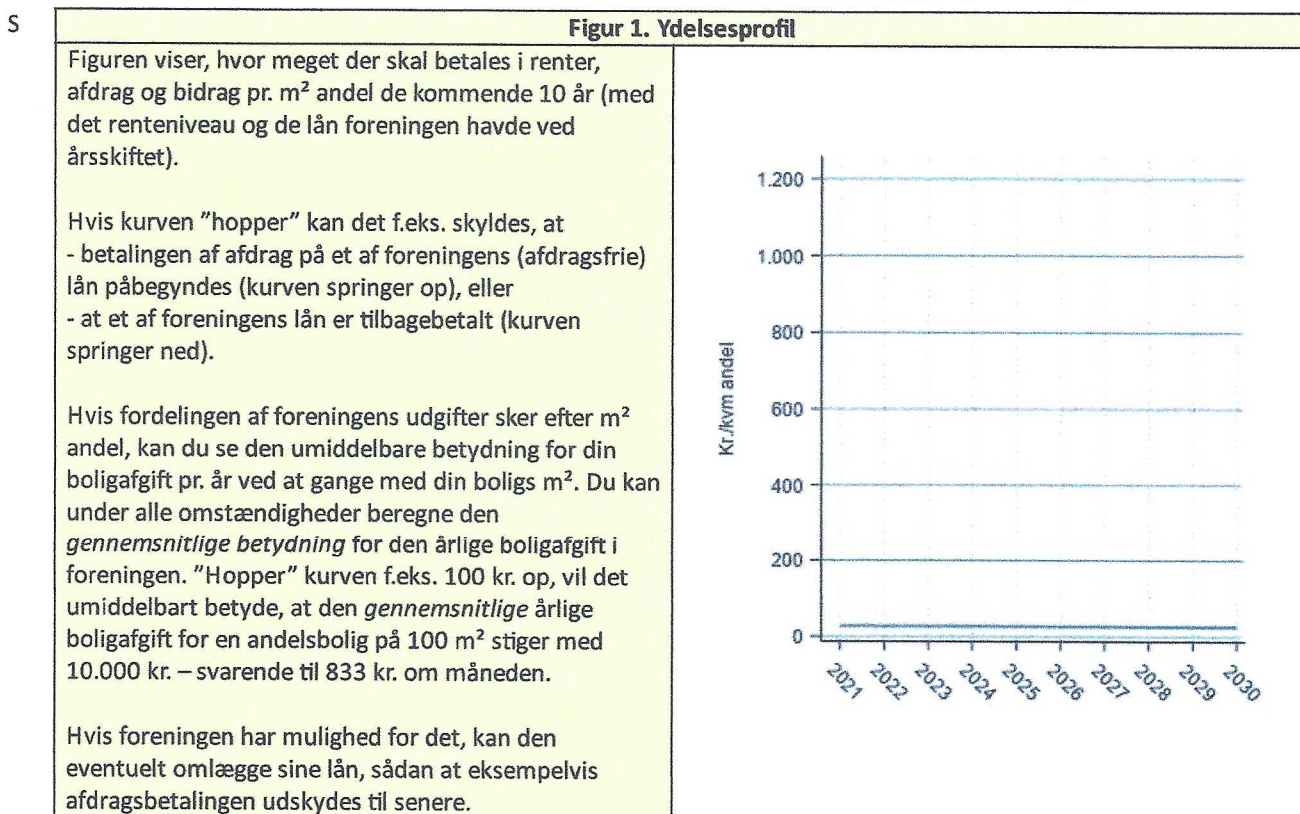 S
Figur 1. Ydelsesprofil
Figuren viser, hvor meget der skal betales i renter,
afdrag og bidrag pr. m² andel de kommende 10 år (med
det renteniveau og de lån foreningen havde ved
årsskiftet).
Hvis kurven ”hopper” kan det f.eks. skyldes, at
- betalingen af afdrag på et af foreningens (afdragsfrie)
lån påbegyndes (kurven springer op), eller
- at et af foreningens lån er tilbagebetalt (kurven
springer ned).
Hvis fordelingen af foreningens udgifter sker efter m²
andel, kan du se den umiddelbare betydning for din
boligafgift pr. år ved at gange med din boligs m². Du kan
under alle omstændigheder beregne den
gennemsnitlige betydning for den årlige boligafgift i
foreningen. ”Hopper” kurven f.eks. 100 kr. op, vil det
umiddelbart betyde, at den gennemsnitlige årlige
boligafgift for en andelsbolig på 100 m² stiger med
10.000 kr. – svarende til 833 kr. om måneden.
Hvis foreningen har mulighed for det, kan den
eventuelt omlægge sine lån, sådan at eksempelvis
afdragsbetalingen udskydes til senere.
Kr./kvm andel
1.200
1.000
800
600
400
200
0
2021 2022 2023 2024 2025 2026 2027 2028 2029 2030